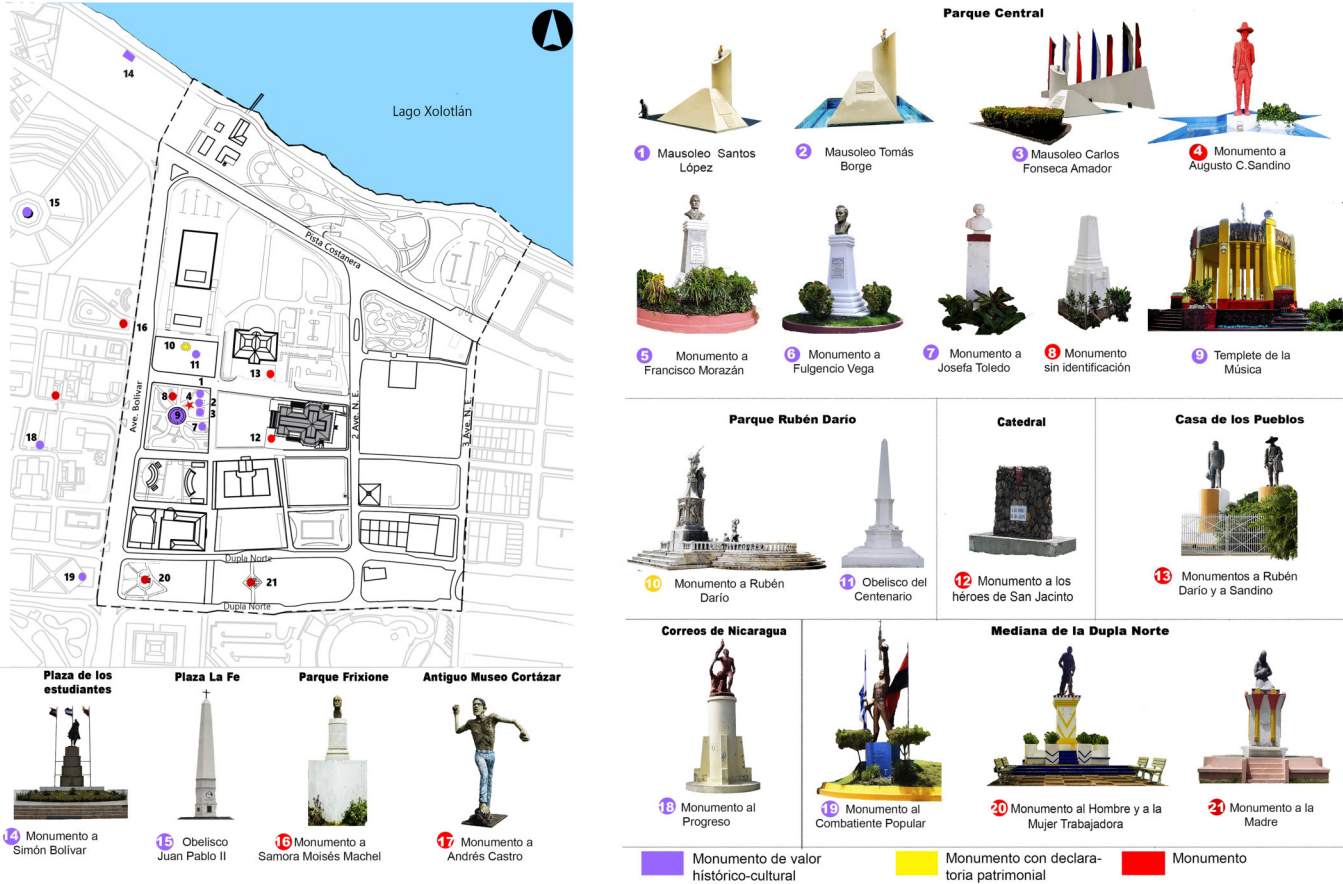 Lago Xolotlán
Pista Costanera
Ave. Bolívar
2 Ave. N. E.
3 Ave. N. E.
Dupla Norte
Dupla Norte
14
15
16
10
11
13
1
8
4
2
9
3
7
12
18
19
20
21
Plaza de los
estudiantes
14 Monumento a
Simón Bolívar
Plaza La Fe
15 Obelisco
Juan Pablo II
Parque Frixione
16 Monumento a
Samora Moisés Machel
Antiguo Museo Cortázar
17 Monumento a
Andrés Castro
Parque Central
1 Mausoleo Santos
López
2 Mausoleo Tomás
Borge
3 Mausoleo Carlos
Fonseca Amador
4 Monumento a
Augusto C.Sandino
5 Monumento a
Francisco Morazán
6 Monumento a
Fulgencio Vega
7 Monumento a
Josefa Toledo
8 Monumento
sin identificación
9 Templete de la
Música
Parque Rubén Darío
10 Monumento a Rubén
Darío
11 Obelisco del
Centenario
Catedral
12 Monumento a los
héroes de San Jacinto
Casa de los Pueblos
13 Monumentos a Rubén
Darío y a Sandino
Correos de Nicaragua
18 Monumento al
Progreso
Mediana de la Dupla Norte
19 Monumento al
Combatiente Popular
20 Monumento al Hombre y a la
Mujer Trabajadora
21 Monumento a la
Madre
Monumento de valor
hístórico-cultural
Monumento con declara-
toria patrimonial
Monumento